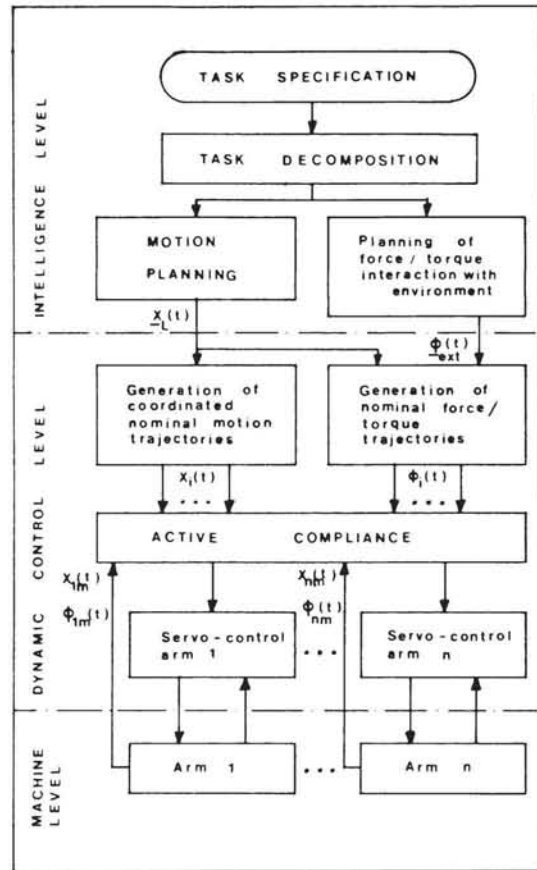 TASK SPECIFICATION
TASK DECOMPOSITION
MOTION
PLANNING
Planning of
force/ torque
interaction with
environment
INTELLIGENCE LEVEL
X_L(t)
Φ_ext(t)
Generation of
coordinated
nominal motion
trajectories
Generation of
nominal force/
torque
trajectories
X_i(t)
...
Φ_i(t)
...
ACTIVE COMPLIANCE
X_1m(t)
Φ_1m(t)
X_nm(t)
Φ_nm(t)
Servo-control
arm 1
...
Servo-control
arm n
DYNAMIC CONTROL LEVEL
Arm 1
...
Arm n
MACHINE
LEVEL